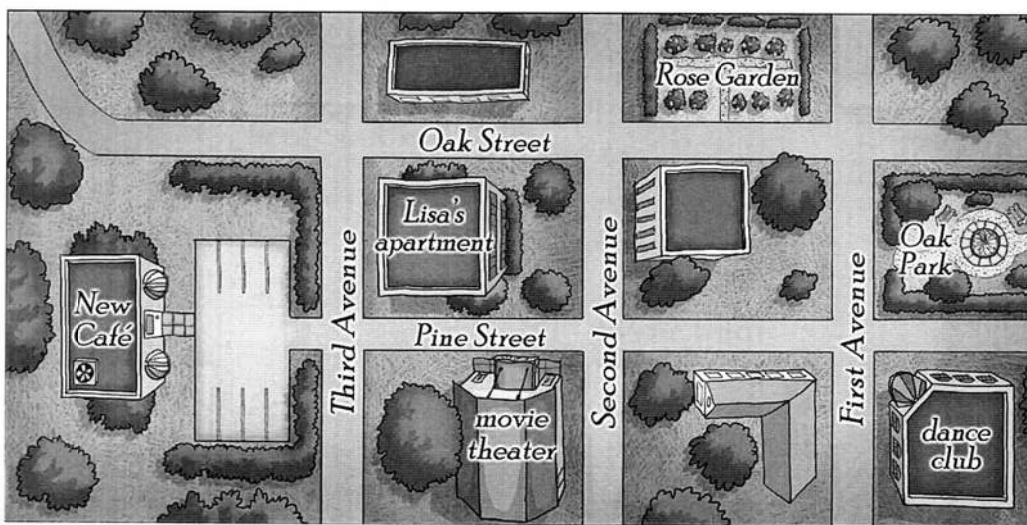 Rose Garden
Oak Street
Lisa's
apartment
Oak
Park
New
Café
Third Avenue
Pine Street
Second Avenue
First Avenue
movie
theater
dance
club